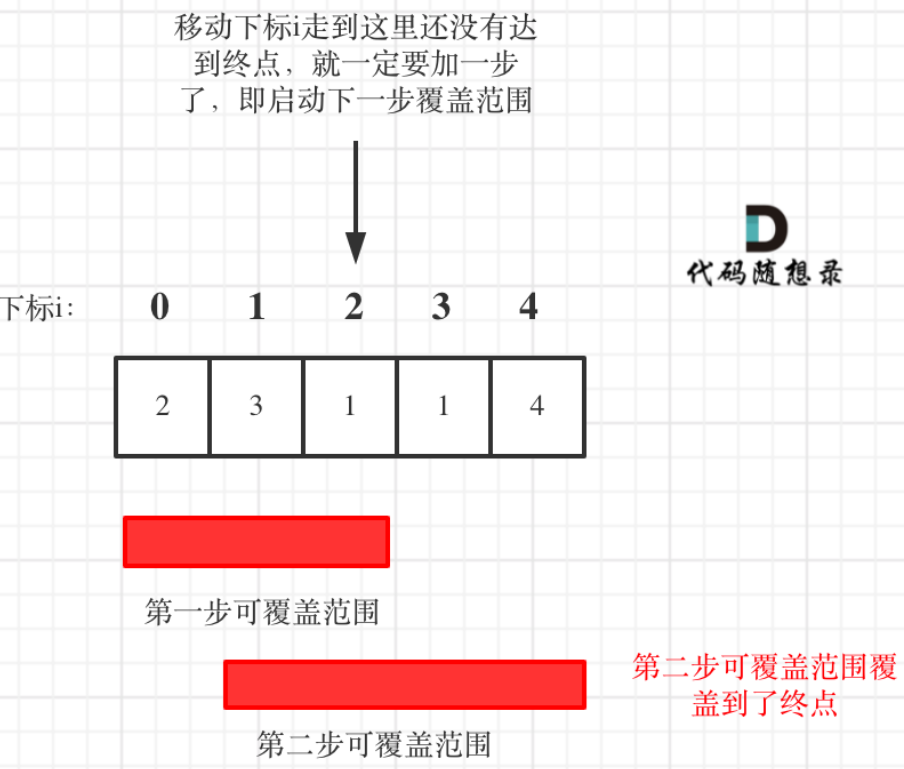 移动下标i走到这里还没有达
到终点，就一定要加一步
了，即启动下一步覆盖范围
代码随想录
下标i: 0 1 2 3 4
2 3 1 1 4
第一步可覆盖范围
第二步可覆盖范围覆
盖到了终点
第二步可覆盖范围